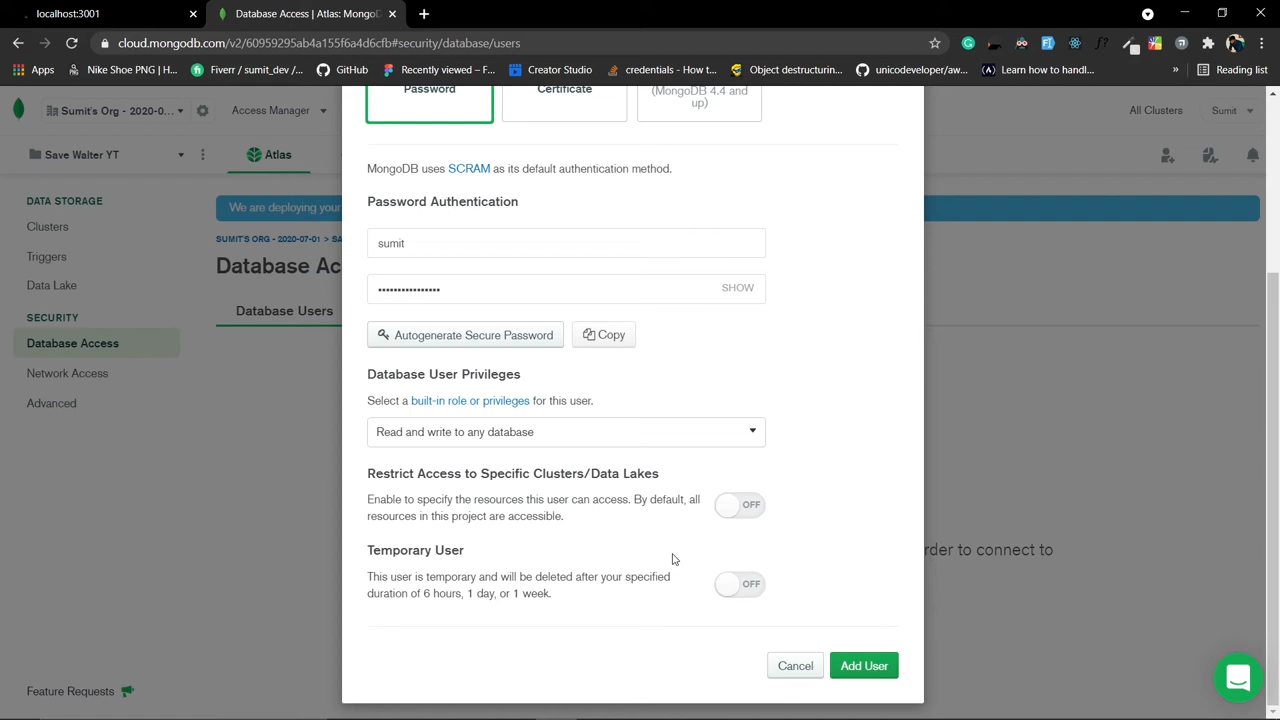 localhost:3001
Database Access | Atlas: MongoD
cloud.mongodb.com/v2/60959295ab4a155f6a4d6cfb#security/database/users
Apps
Nike Shoe PNG | H...
Fiverr / sumit_dev/...
GitHub
Professional work – F...
Creator Studio
credentials - How t...
Object destructurin...
unicodeveloper/aw...
Learn how to hand...
Reading list
Sumit's Org - 2020-0...
Access Manager
All Clusters
Sumit
Save Waiter YT
Atlas
Password
Certificate
(MongoDB 4.4 and
up)
DATA STORAGE
Clusters
Triggers
Data Lake
SECURITY
Database Access
Network Access
Advanced
Feature Requests
We are deploying your
SUMIT'S ORG - 2020-07-01 > SA
Database Ac
Database Users
order to connect to
MongoDB uses SCRAM as its default authentication method.
Password Authentication
sumit
••••••••••••••••
SHOW
Autogenerate Secure Password
Copy
Database User Privileges
Select a built-in role or privileges for this user.
Read and write to any database
Restrict Access to Specific Clusters/Data Lakes
Enable to specify the resources this user can access. By default, all
resources in this project are accessible.
OFF
Temporary User
This user is temporary and will be deleted after your specified
duration of 6 hours, 1 day, or 1 week.
OFF
Cancel
Add User